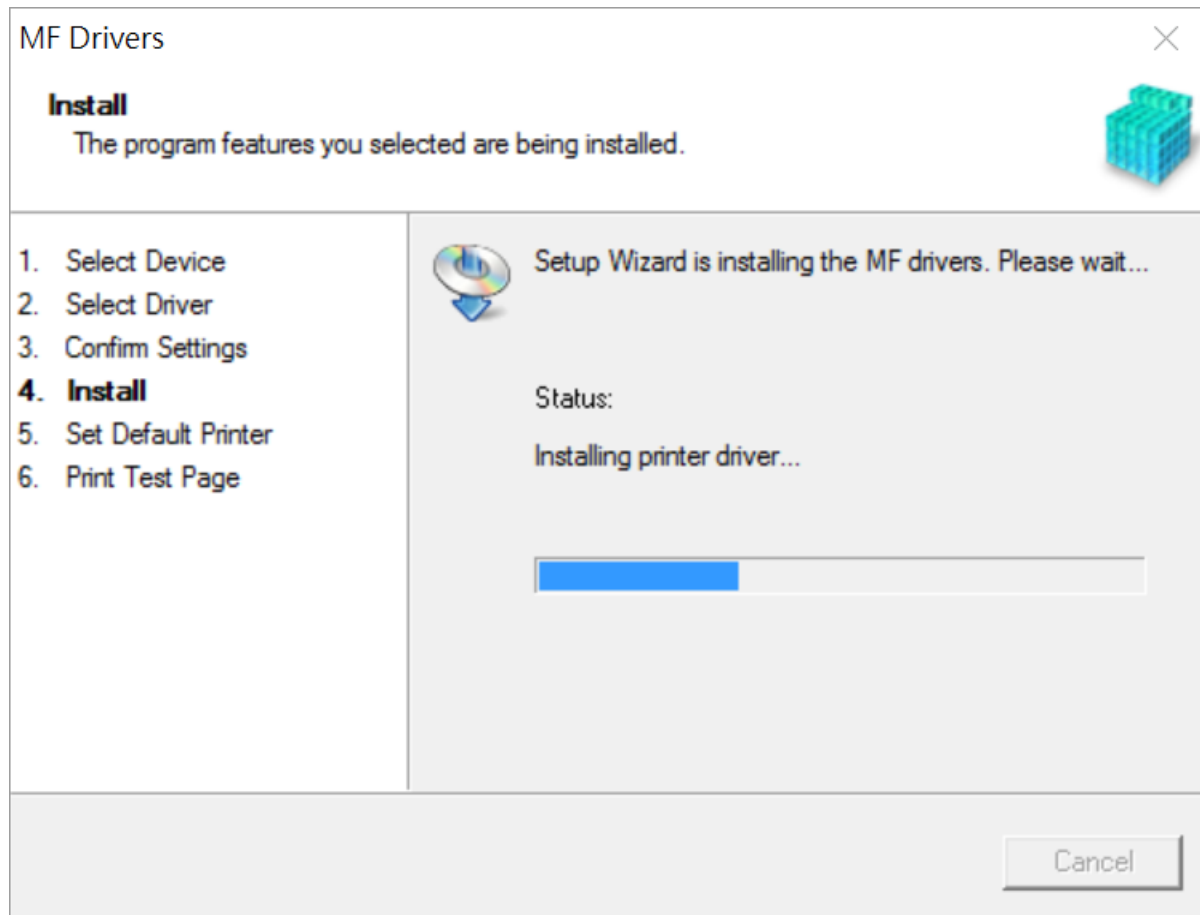 MF Drivers
Install
The program features you selected are being installed.
1. Select Device
2. Select Driver
3. Confirm Settings
4. Install
5. Set Default Printer
6. Print Test Page
Setup Wizard is installing the MF drivers. Please wait...
Status:
Installing printer driver...
Cancel